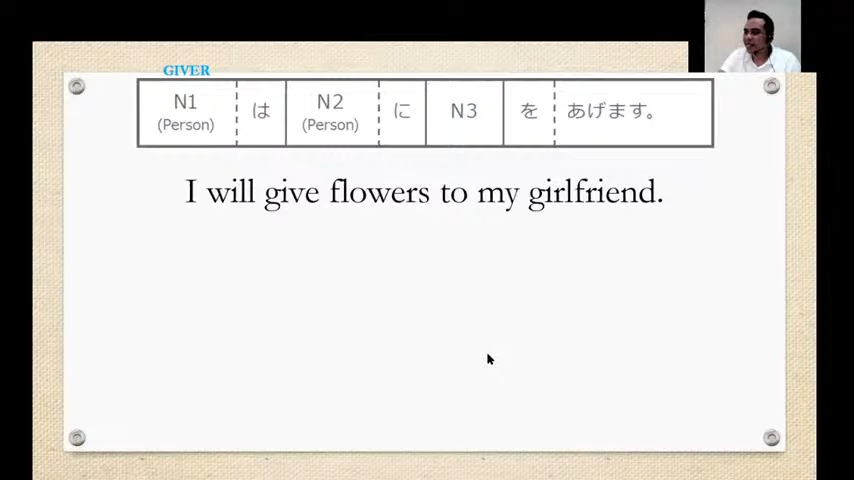 GIVER
N1 は N2 に N3 を あげます。
(Person) (Person)
I will give flowers to my girlfriend.